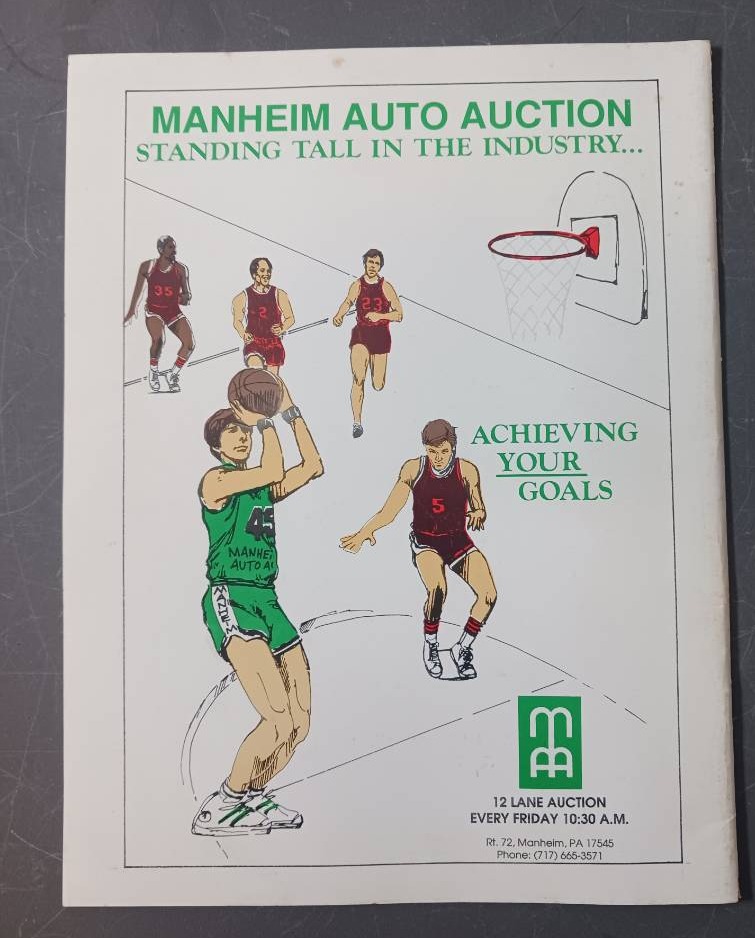 MANHEIM AUTO AUCTION
STANDING TALL IN THE INDUSTRY...
35
2
23
ACHIEVING
YOUR
GOALS
5
45
MANHEI
AUTO A
MANHEIM
12 LANE AUCTION
EVERY FRIDAY 10:30 A.M.
Rt. 72, Manheim, PA 17545
Phone: (717) 665-3571